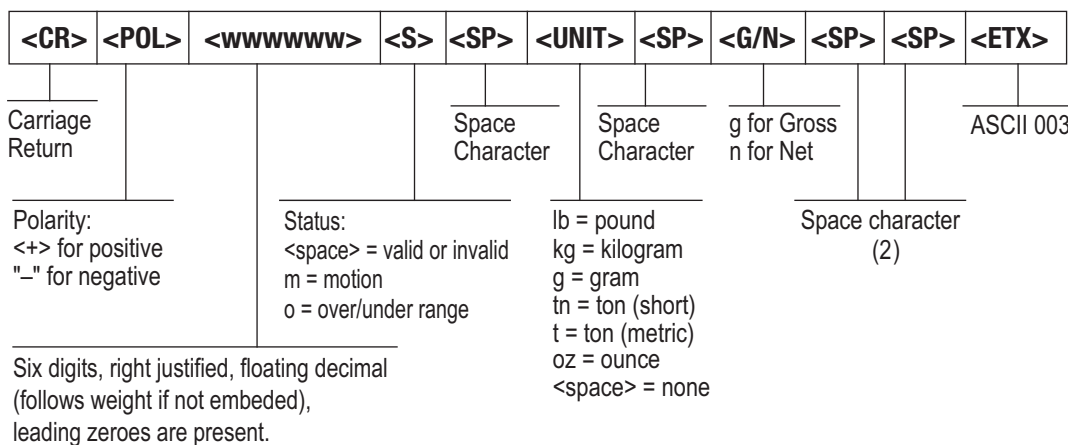 <CR> <POL> <wwwwww> <S> <SP> <UNIT> <SP> <G/N> <SP> <SP> <ETX>
Carriage
Return
Space
Character
Space
Character
g for Gross
n for Net
ASCII 003
Polarity:
<+> for positive
"–" for negative
Status:
<space> = valid or invalid
m = motion
o = over/under range
lb = pound
kg = kilogram
g = gram
tn = ton (short)
t = ton (metric)
oz = ounce
<space> = none
Space character
(2)
Six digits, right justified, floating decimal
(follows weight if not embeded),
leading zeroes are present.